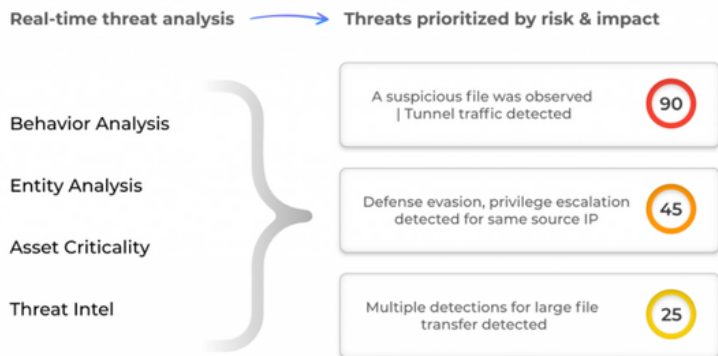 Real-time threat analysis
Threats prioritized by risk & impact
Behavior Analysis
Entity Analysis
Asset Criticality
Threat Intel
A suspicious file was observed
| Tunnel traffic detected
90
Defense evasion, privilege escalation
detected for same source IP
45
Multiple detections for large file
transfer detected
25